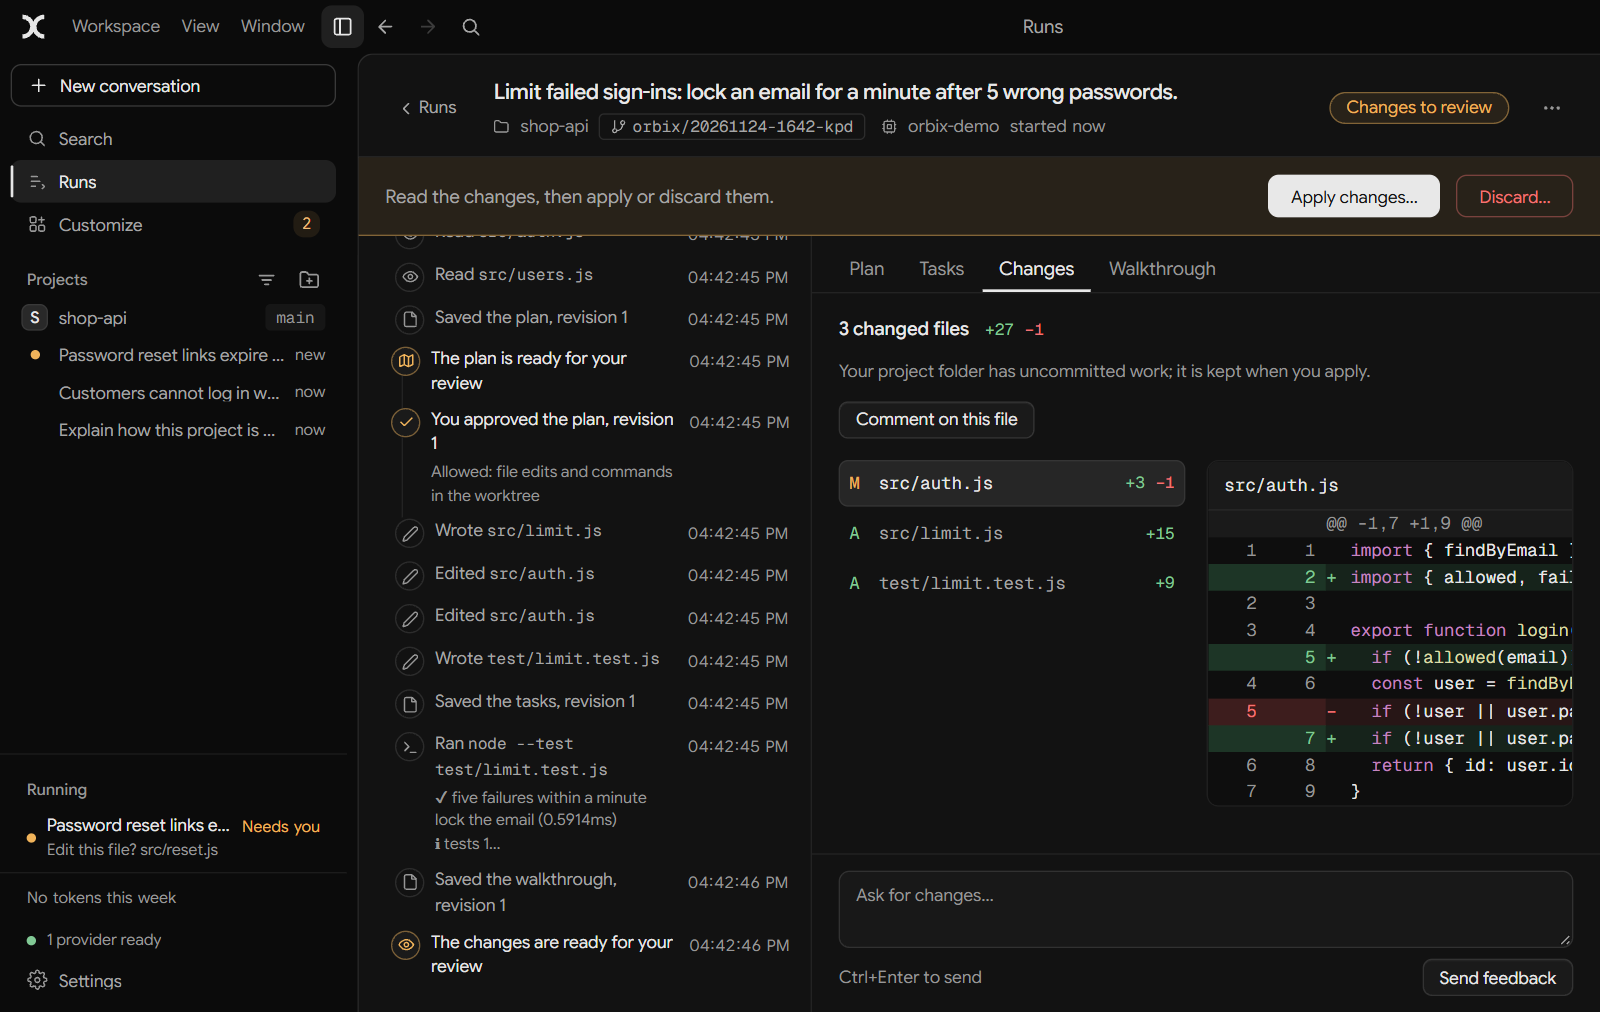 Workspace View Window
Runs
New conversation
Search
Runs
Customize 2
Projects
S shop-api main
Password reset links expire ... new
Customers cannot log in w... now
Explain how this project is ... now
Running
Password reset links e... Needs you
Edit this file? src/reset.js
No tokens this week
1 provider ready
Settings
Runs
Limit failed sign-ins: lock an email for a minute after 5 wrong passwords.
shop-api orbix/20261124-1642-kpd orbix-demo started now
Changes to review
Read the changes, then apply or discard them.
Apply changes...
Discard...
Read src/users.js 04:42:45 PM
Saved the plan, revision 1 04:42:45 PM
The plan is ready for your 04:42:45 PM
review
You approved the plan, revision 04:42:45 PM
1
Allowed: file edits and commands
in the worktree
Wrote src/limit.js 04:42:45 PM
Edited src/auth.js 04:42:45 PM
Edited src/auth.js 04:42:45 PM
Wrote test/limit.test.js 04:42:45 PM
Saved the tasks, revision 1 04:42:45 PM
Ran node --test 04:42:45 PM
test/limit.test.js
✓ five failures within a minute
lock the email (0.5914ms)
ℹ tests 1...
Saved the walkthrough, 04:42:46 PM
revision 1
The changes are ready for your 04:42:46 PM
review
Plan Tasks Changes Walkthrough
3 changed files +27 -1
Your project folder has uncommitted work; it is kept when you apply.
Comment on this file
M src/auth.js +3 -1
A src/limit.js +15
A test/limit.test.js +9
src/auth.js
@@ -1,7 +1,9 @@
1 1 import { findByEmail }
2 + import { allowed, fai
2 3
3 4 export function login(
5 + if (!allowed(email)
4 6 const user = findBy
5 - if (!user || user.pa
7 + if (!user || user.pa
6 8 return { id: user.id
7 9 }
Ask for changes...
Ctrl+Enter to send
Send feedback